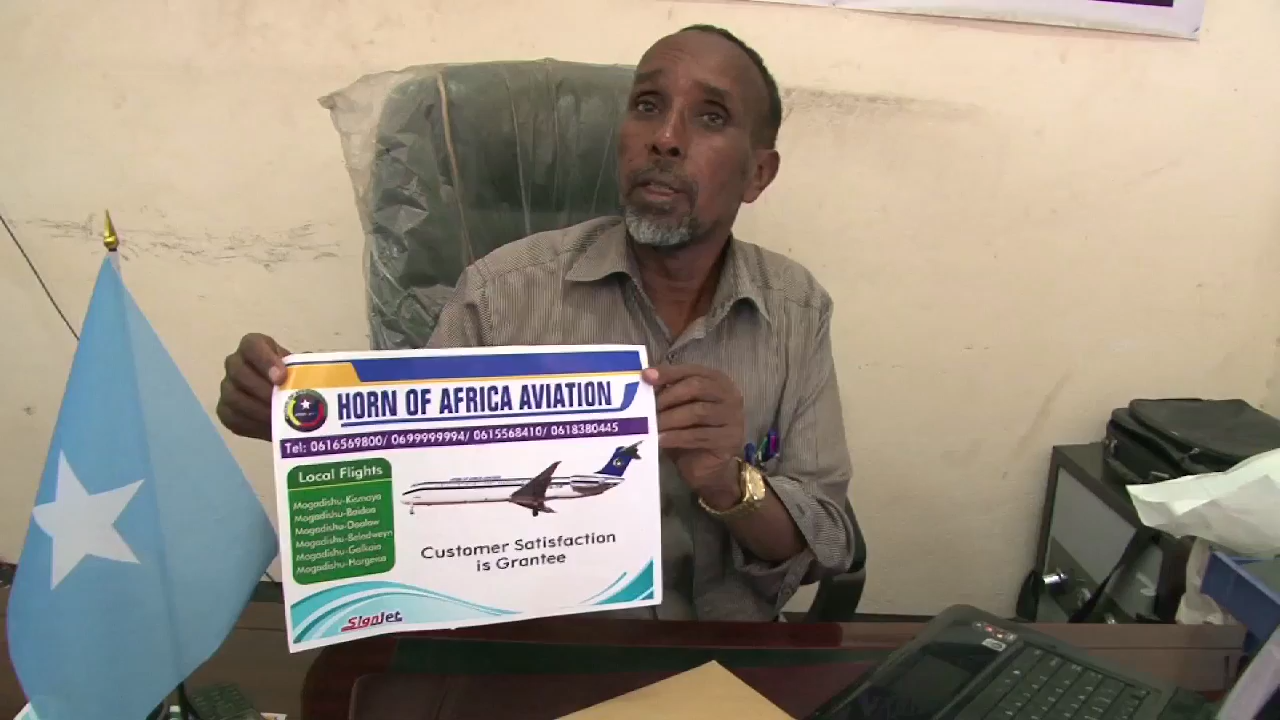 HORN OF AFRICA AVIATION
Tel: 0616569800/ 0699999994/ 0615568410/ 0618380445
Local Flights
Mogadishu-Kismayo
Mogadishu-Baidoa
Mogadishu-Doolow
Mogadishu-Beledweyn
Mogadishu-Galkaio
Mogadishu-Hargeisa
Customer Satisfaction
is Grantee
SignJet